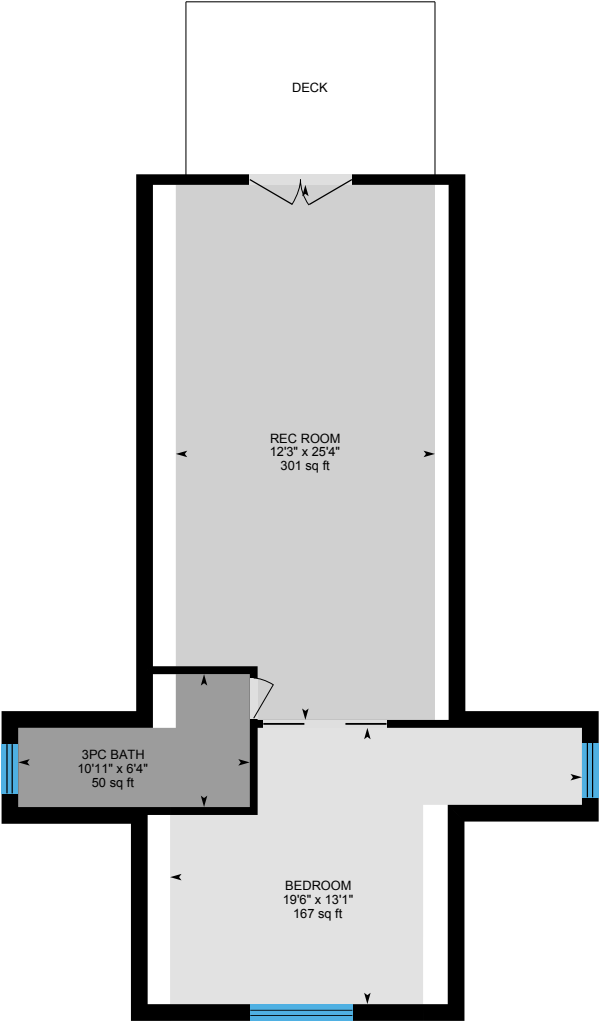 DECK
REC ROOM
12'3" x 25'4"
301 sq ft
3PC BATH
10'11" x 6'4"
50 sq ft
BEDROOM
19'6" x 13'1"
167 sq ft